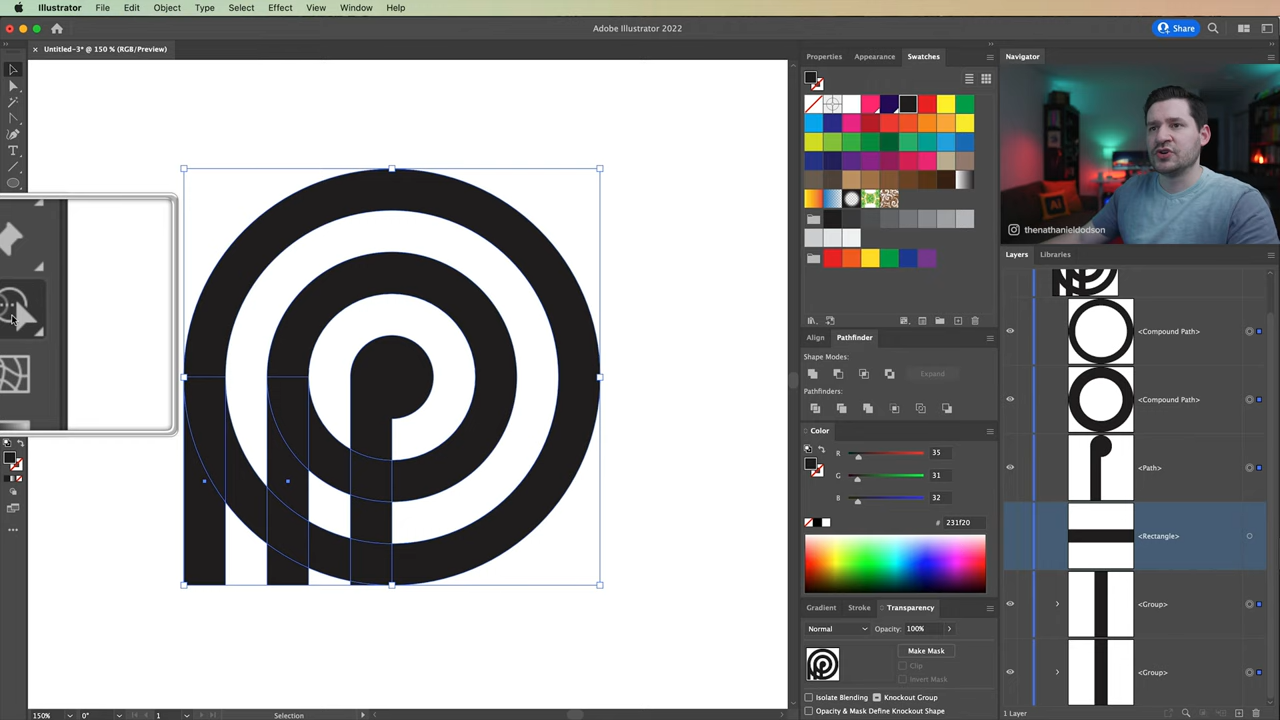 Illustrator File Edit Object Type Select Effect View Window Help
Adobe Illustrator 2022
Share
× Untitled-3* @ 150 % (RGB/Preview)
Properties Appearance Swatches
Navigator
thenathanieldodson
Layers Libraries
Align Pathfinder
Shape Modes:
Expand
Pathfinders:
Color
R 35
G 31
B 32
# 231f20
Gradient Stroke Transparency
Normal Opacity: 100%
Make Mask
Clip
Invert Mask
Isolate Blending Knockout Group
Opacity & Mask Define Knockout Shape
<Compound Path>
<Compound Path>
<Path>
<Rectangle>
<Group>
<Group>
1 Layer
150% 0° 1 Selection